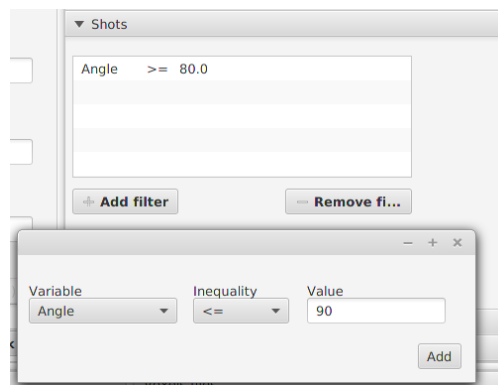 Shots
Angle >= 80.0
Add filter
Remove fi...
Variable Inequality Value
Angle <= 90
Add